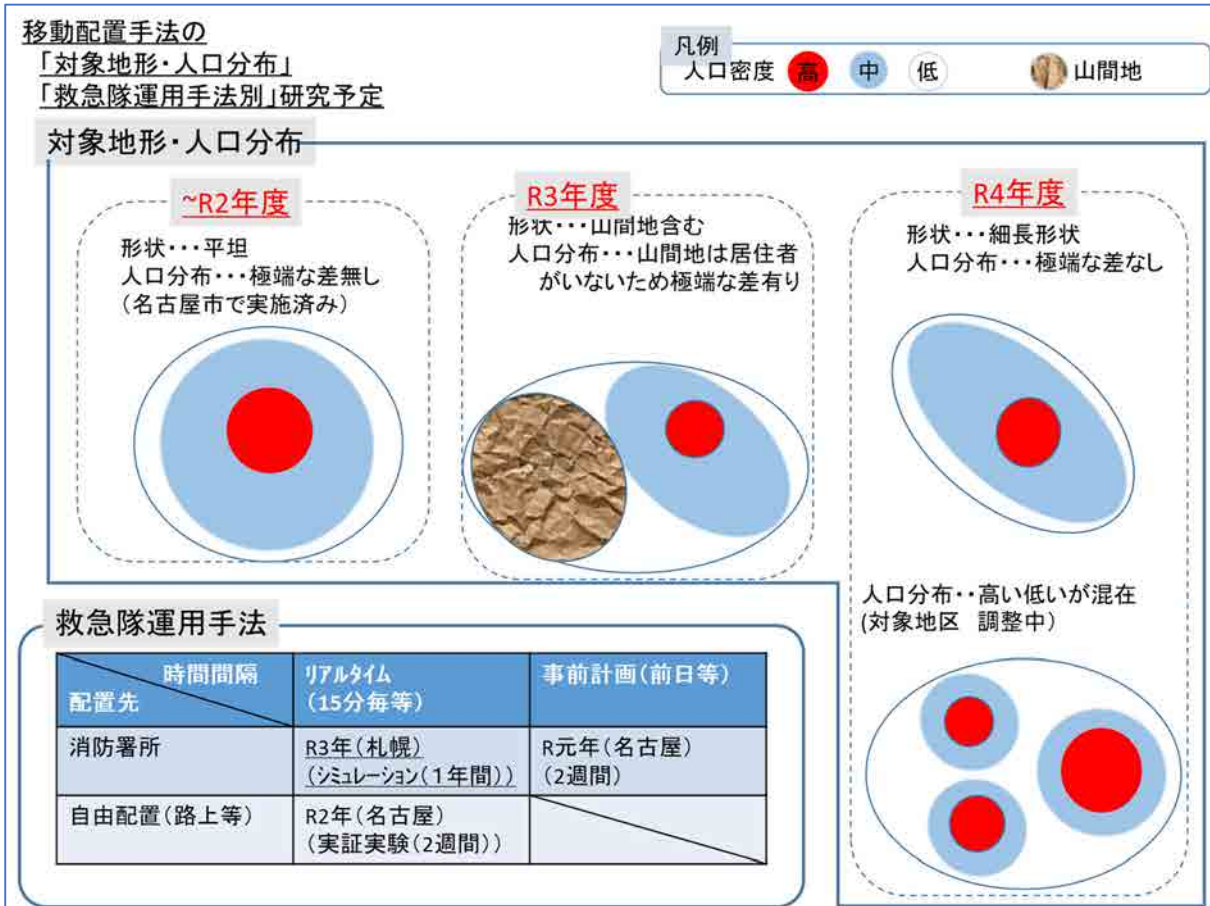 移動配置手法の
「対象地形・人口分布」
「救急隊運用手法別」研究予定
凡例
人口密度 高 中 低 山間地
対象地形・人口分布
~R2年度
形状・・・平坦
人口分布・・・極端な差無し
(名古屋市で実施済み)
R3年度
形状・・・山間地含む
人口分布・・・山間地は居住者
がいないため極端な差有り
R4年度
形状・・・細長形状
人口分布・・・極端な差なし
人口分布・・高い低いが混在
(対象地区 調整中)
救急隊運用手法
時間間隔
配置先
ﾘｱﾙﾀｲﾑ
(15分毎等)
事前計画(前日等)
消防署所
R3年(札幌)
(ｼﾐｭﾚｰｼｮﾝ(1年間))
R元年(名古屋)
(2週間)
自由配置(路上等)
R2年(名古屋)
(実証実験(2週間))